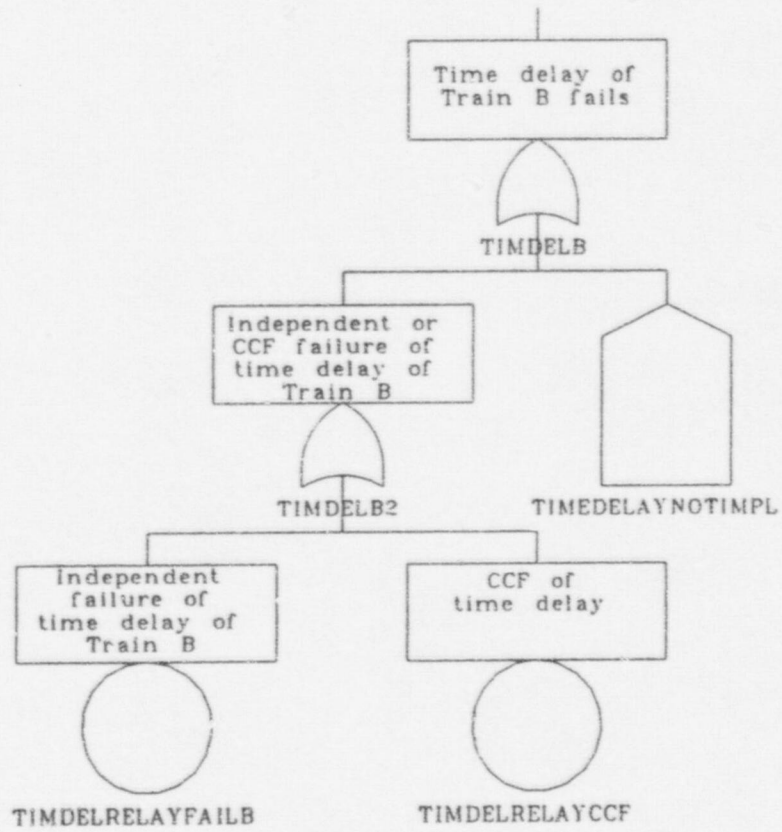 Time delay of
Train B fails
TIMDELB
Independent or
CCF failure of
time delay of
Train B
TIMDELB2
TIMEDELAYNOTIMPL
Independent
failure of
time delay of
Train B
CCF of
time delay
TIMDELRELAYFAILB
TIMDELRELAYCCF